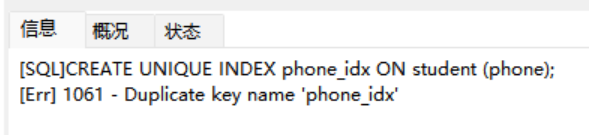 信息 概况 状态
[SQL]CREATE UNIQUE INDEX phone_idx ON student (phone);
[Err] 1061 - Duplicate key name 'phone_idx'